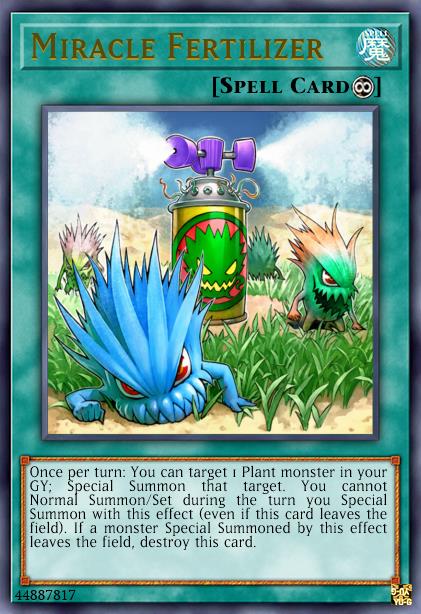 MIRACLE FERTILIZER
SPELL
魔
[SPELL CARD]
Once per turn: You can target 1 Plant monster in your
GY; Special Summon that target. You cannot
Normal Summon/Set during the turn you Special
Summon with this effect (even if this card leaves the
field). If a monster Special Summoned by this effect
leaves the field, destroy this card.
44887817